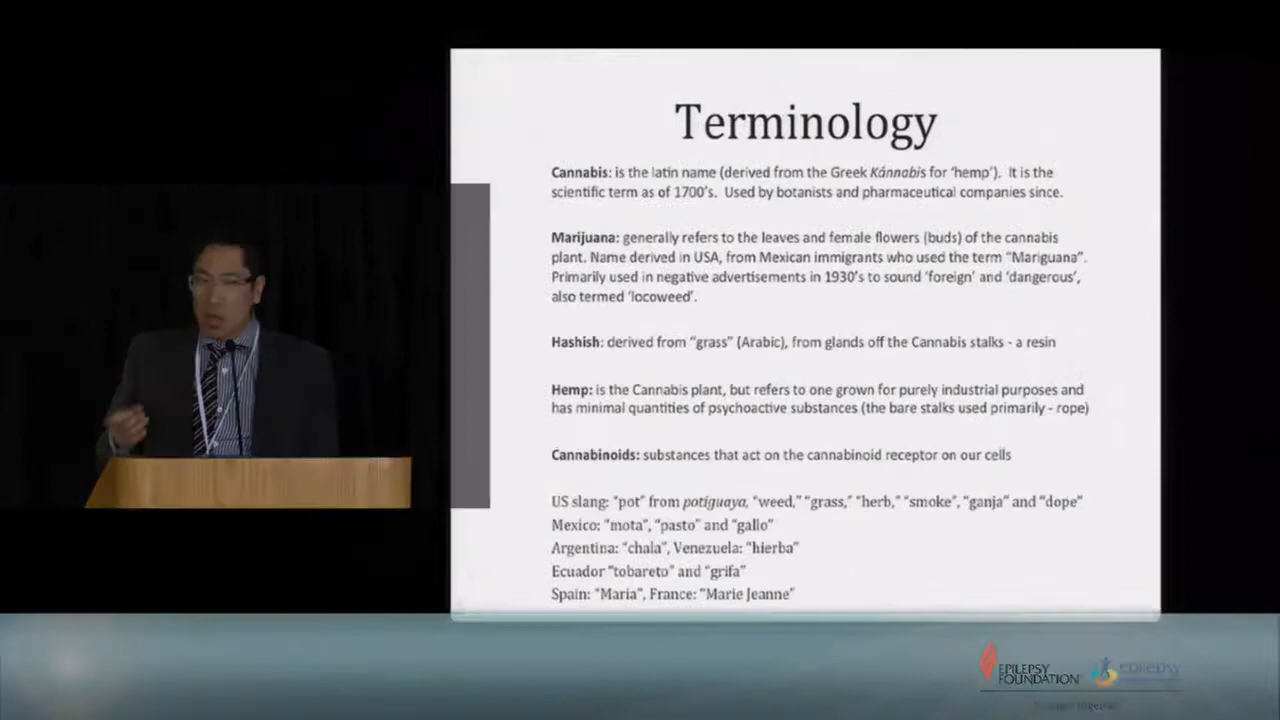 Terminology
Cannabis: is the latin name (derived from the Greek Kánnabis for 'hemp'). It is the
scientific term as of 1700's. Used by botanists and pharmaceutical companies since.
Marijuana: generally refers to the leaves and female flowers (buds) of the cannabis
plant. Name derived in USA, from Mexican immigrants who used the term “Mariguana”.
Primarily used in negative advertisements in 1930's to sound 'foreign' and 'dangerous',
also termed 'locoweed'.
Hashish: derived from “grass” (Arabic), from glands off the Cannabis stalks - a resin
Hemp: is the Cannabis plant, but refers to one grown for purely industrial purposes and
has minimal quantities of psychoactive substances (the bare stalks used primarily - rope)
Cannabinoids: substances that act on the cannabinoid receptor on our cells
US slang: “pot” from potiguaya, “weed,” “grass,” “herb,” “smoke”, “ganja” and “dope”
Mexico: “mota”, “pasto” and “gallo”
Argentina: “chala”, Venezuela: “hierba”
Ecuador “tobareto” and “grifa”
Spain: “Maria”, France: “Marie Jeanne”
EPILEPSY
FOUNDATION
epilepsy